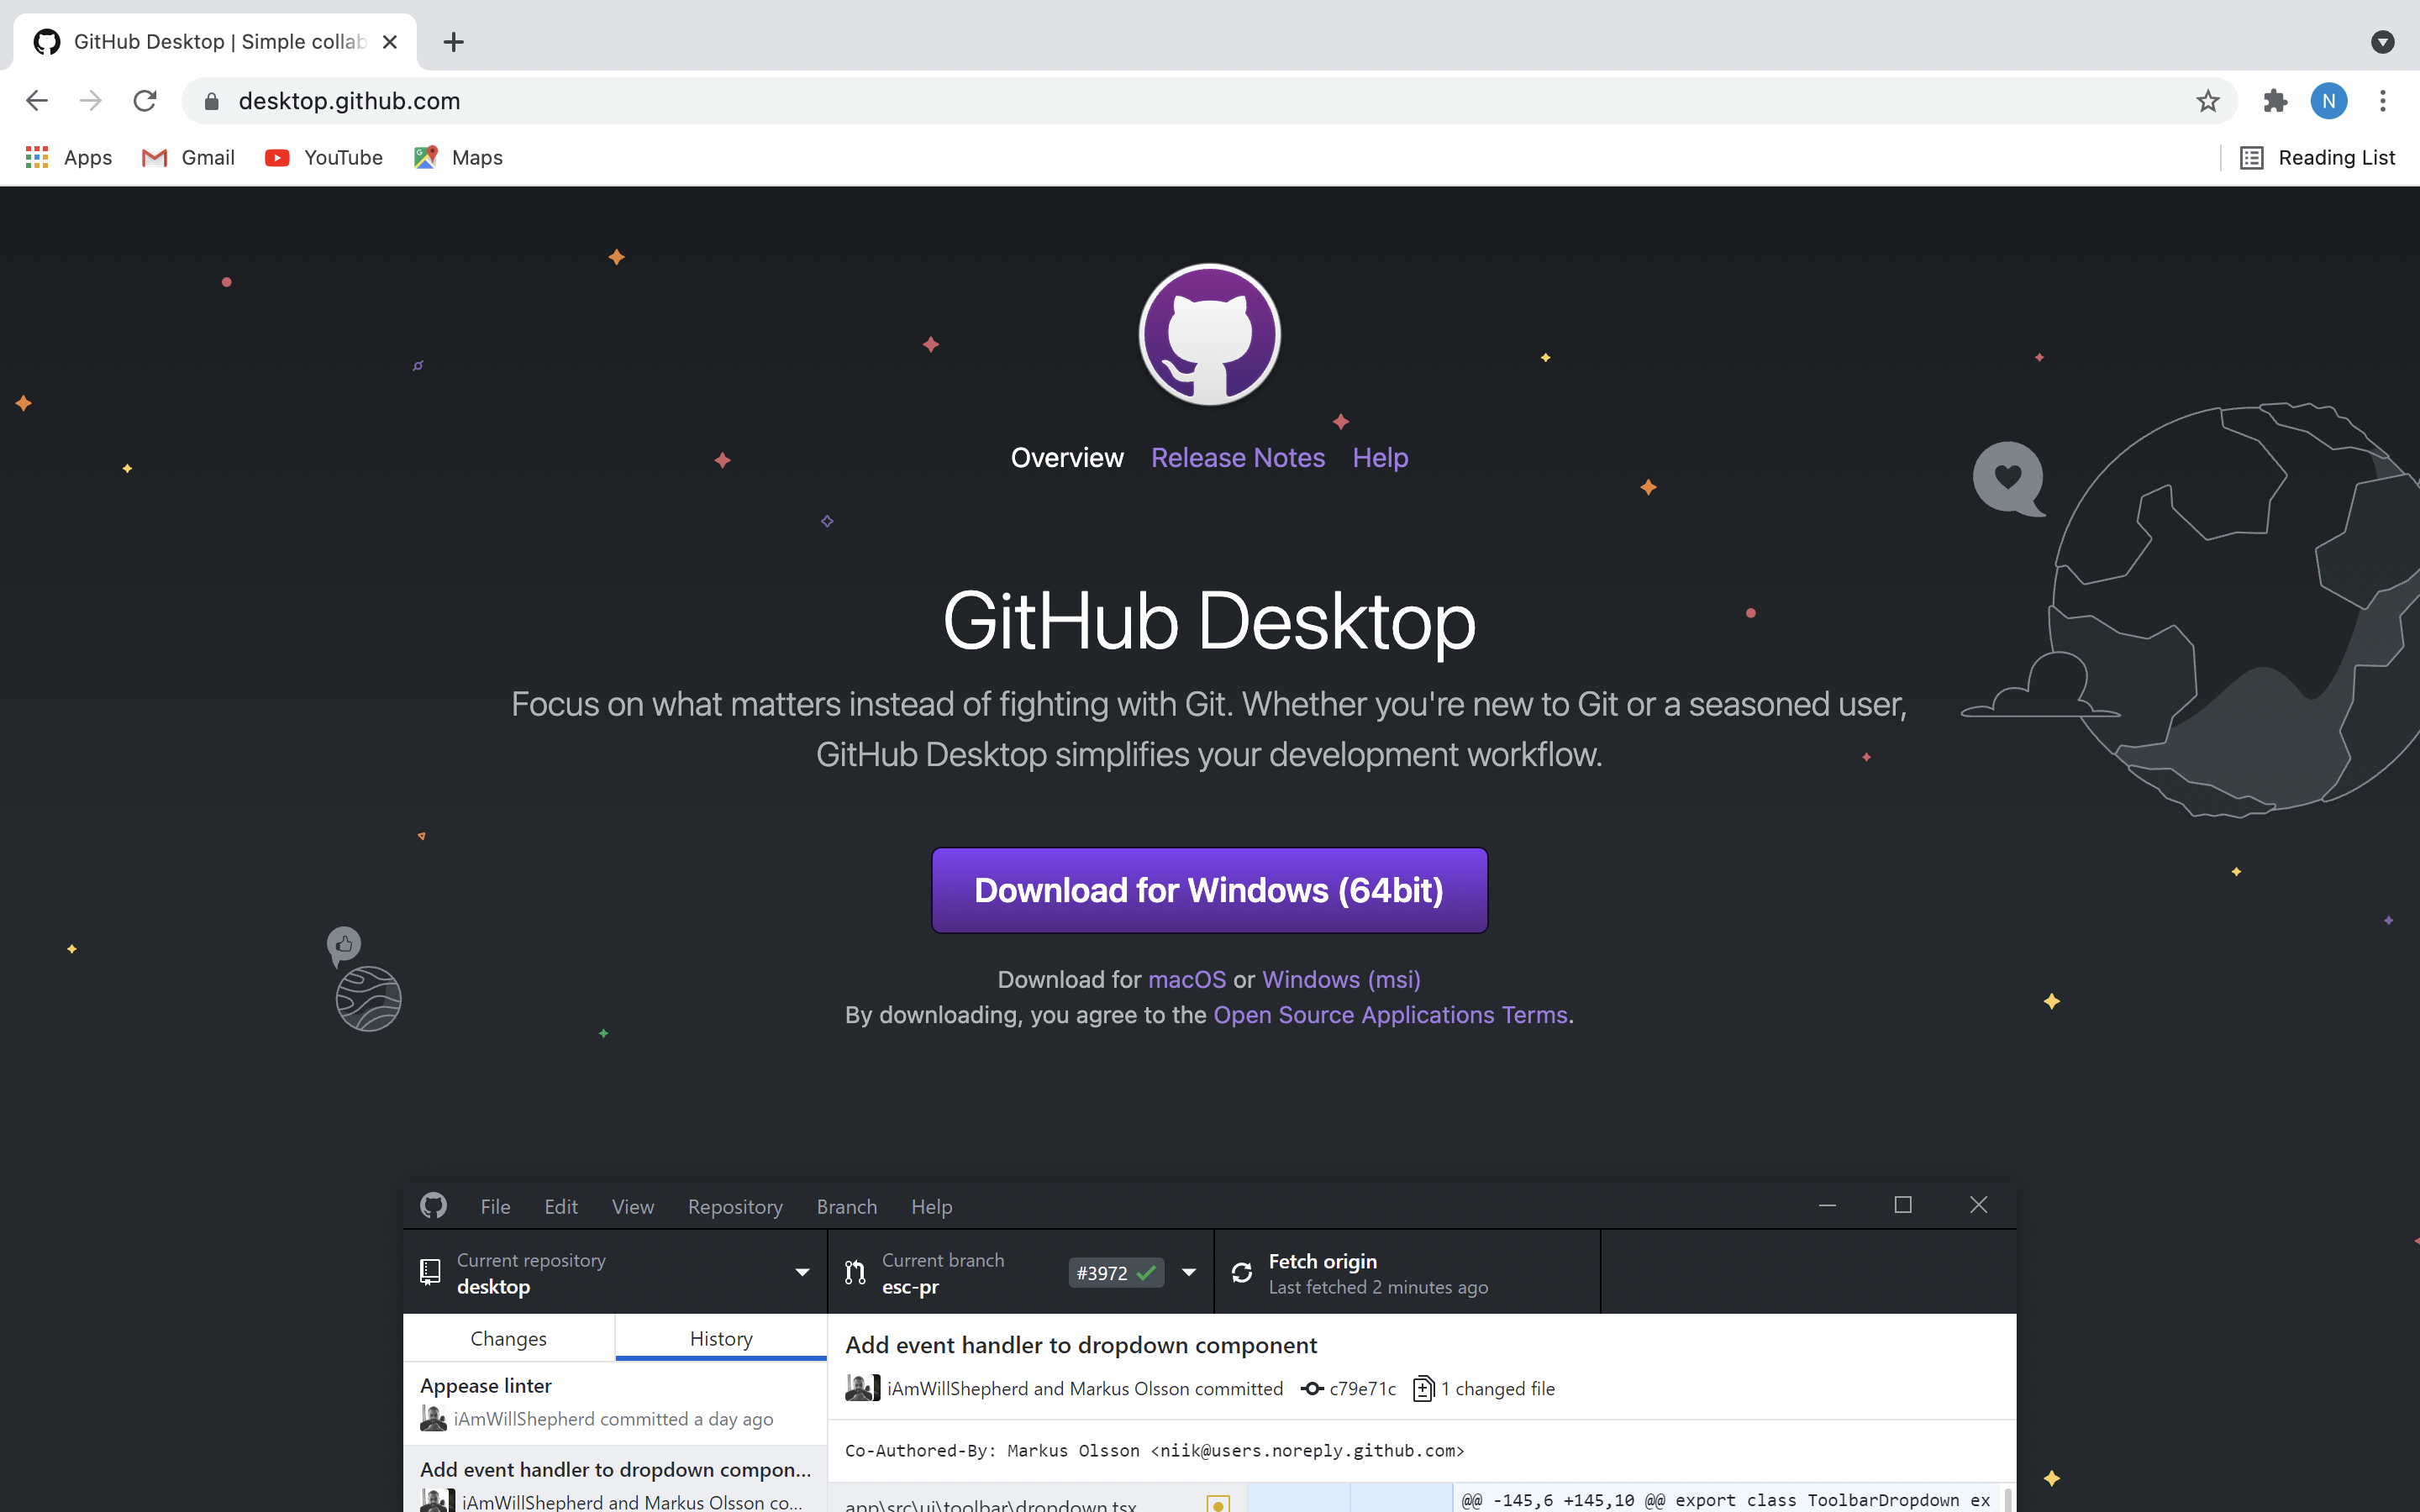 GitHub Desktop | Simple collab
desktop.github.com
N
Apps
Gmail
YouTube
Maps
Reading List
Overview
Release Notes
Help
GitHub Desktop
Focus on what matters instead of fighting with Git. Whether you're new to Git or a seasoned user,
GitHub Desktop simplifies your development workflow.
Download for Windows (64bit)
Download for macOS or Windows (msi)
By downloading, you agree to the Open Source Applications Terms.
File Edit View Repository Branch Help
Current repository
desktop
Current branch
esc-pr
#3972
Fetch origin
Last fetched 2 minutes ago
Changes
History
Appease linter
iAmWillShepherd committed a day ago
Add event handler to dropdown compon...
iAmWillShepherd and Markus Olsson co...
Add event handler to dropdown component
iAmWillShepherd and Markus Olsson committed c79e71c 1 changed file
Co-Authored-By: Markus Olsson <niik@users.noreply.github.com>
app\src\ui\toolbar\dropdown.tsx
@@ -145,6 +145,10 @@ export class ToolbarDropdown ex